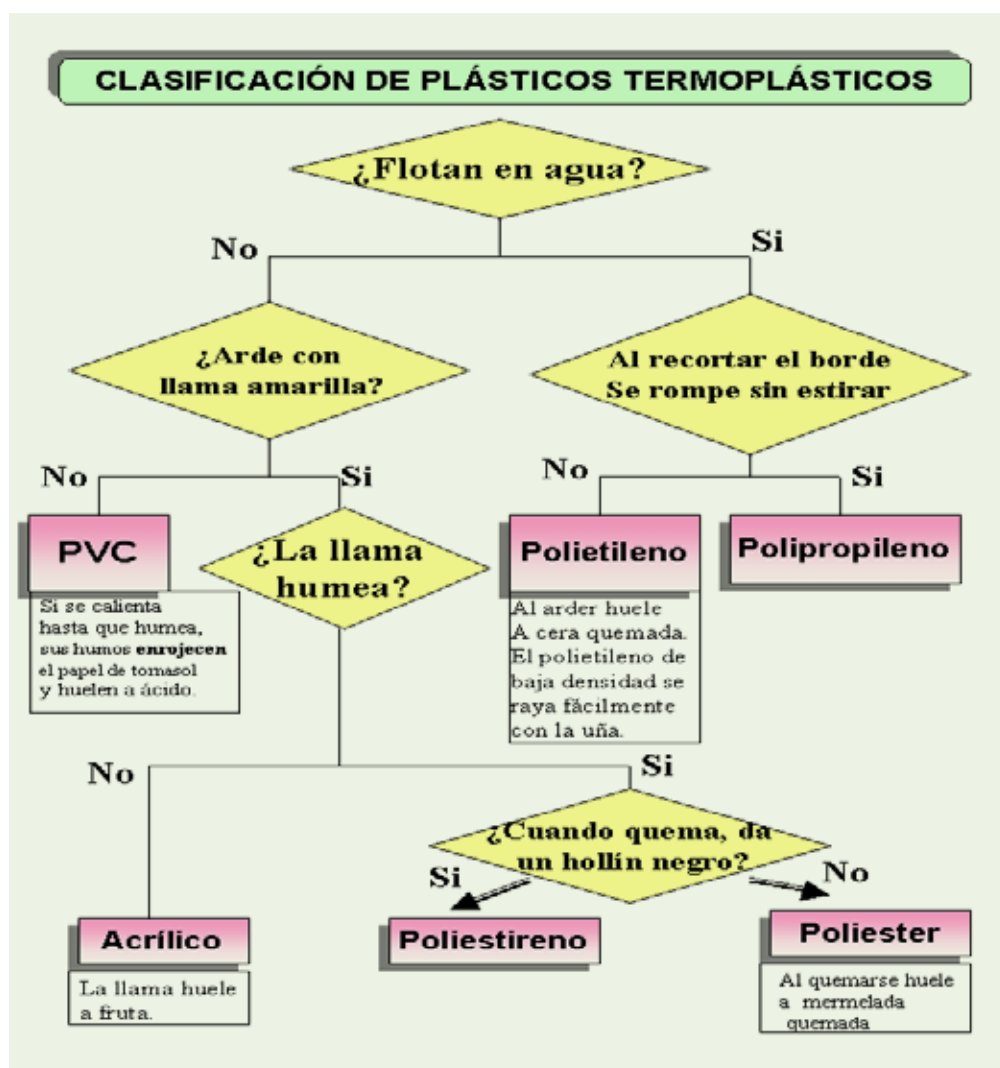 CLASIFICACIÓN DE PLÁSTICOS TERMOPLÁSTICOS
¿Flotan en agua?
No
Si
¿Arde con
llama amarilla?
Al recortar el borde
Se rompe sin estirar
No
Si
No
Si
PVC
Si se calienta
hasta que humea,
sus humos enrojecen
el papel de tornasol
y huelen a ácido.
¿La llama
humea?
Polietileno
Al arder huele
A cera quemada.
El polietileno de
baja densidad se
raya fácilmente
con la uña.
Polipropileno
No
Si
¿Cuando quema, da
un hollín negro?
Si
No
Acrílico
La llama huele
a fruta.
Poliestireno
Poliester
Al quemarse huele
a mermelada
quemada